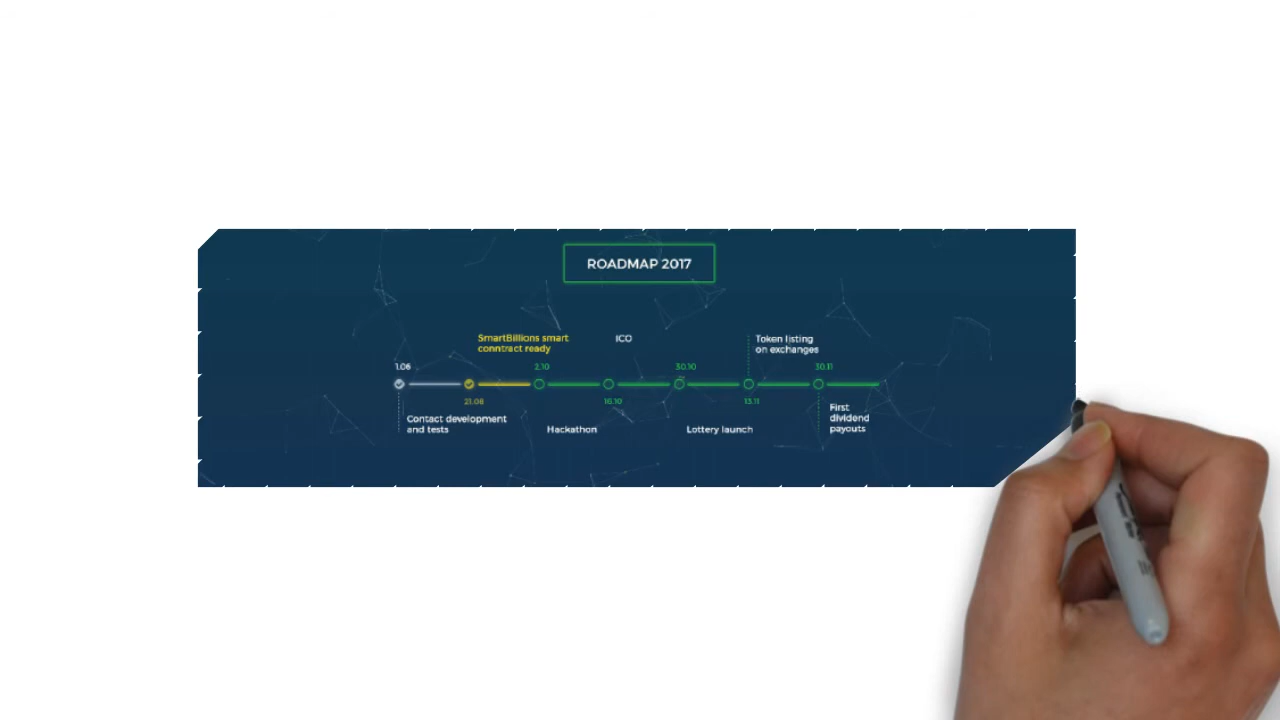 ROADMAP 2017
SmartBillions smart
conntract ready
ICO
Token listing
on exchanges
1.06
2.10
30.10
30.11
21.08
16.10
13.11
Contact development
and tests
Hackathon
Lottery launch
First
dividend
payouts